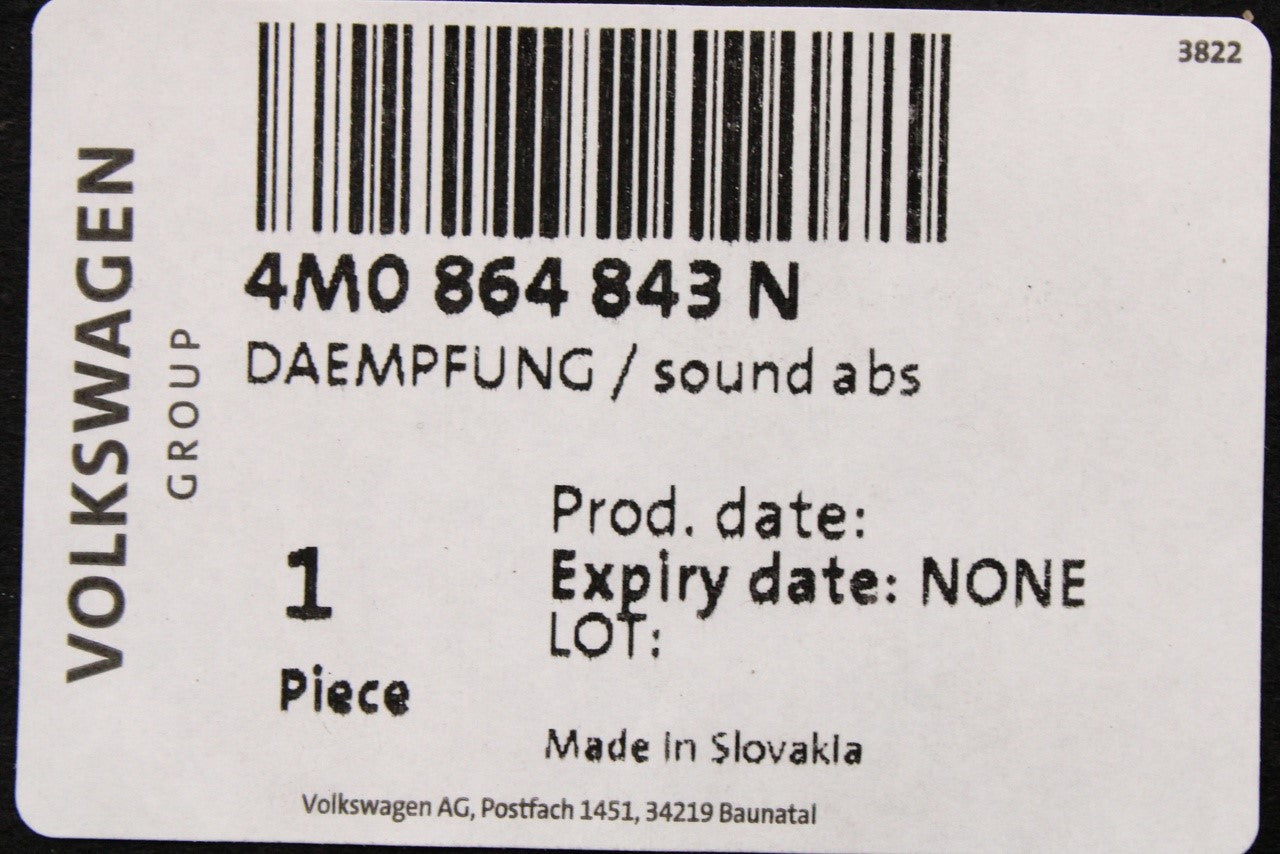 3822
VOLKSWAGEN
GROUP
4M0 864 843 N
DAEMPFUNG / sound abs
Prod. date:
Expiry date: NONE
LOT:
1
Piece
Made in Slovakia
Volkswagen AG, Postfach 1451, 34219 Baunatal